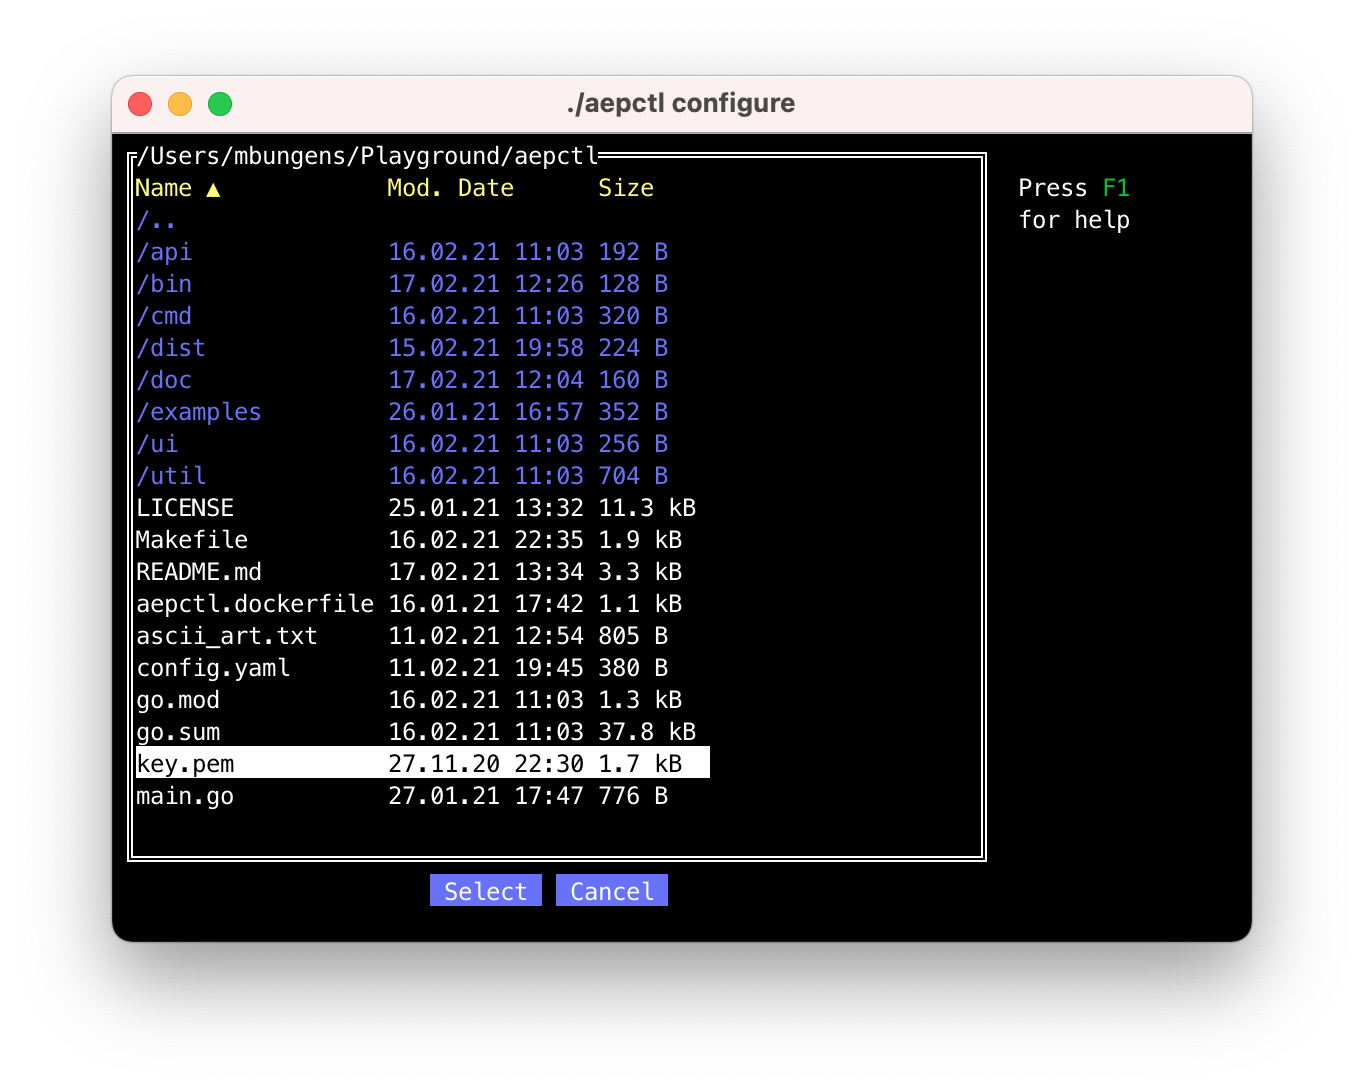 ./aepctl configure
/Users/mbungens/Playground/aepctl
Name ▲ Mod. Date Size
/..
/api 16.02.21 11:03 192 B
/bin 17.02.21 12:26 128 B
/cmd 16.02.21 11:03 320 B
/dist 15.02.21 19:58 224 B
/doc 17.02.21 12:04 160 B
/examples 26.01.21 16:57 352 B
/ui 16.02.21 11:03 256 B
/util 16.02.21 11:03 704 B
LICENSE 25.01.21 13:32 11.3 kB
Makefile 16.02.21 22:35 1.9 kB
README.md 17.02.21 13:34 3.3 kB
aepctl.dockerfile 16.01.21 17:42 1.1 kB
ascii_art.txt 11.02.21 12:54 805 B
config.yaml 11.02.21 19:45 380 B
go.mod 16.02.21 11:03 1.3 kB
go.sum 16.02.21 11:03 37.8 kB
key.pem 27.11.20 22:30 1.7 kB
main.go 27.01.21 17:47 776 B
Select Cancel
Press F1
for help